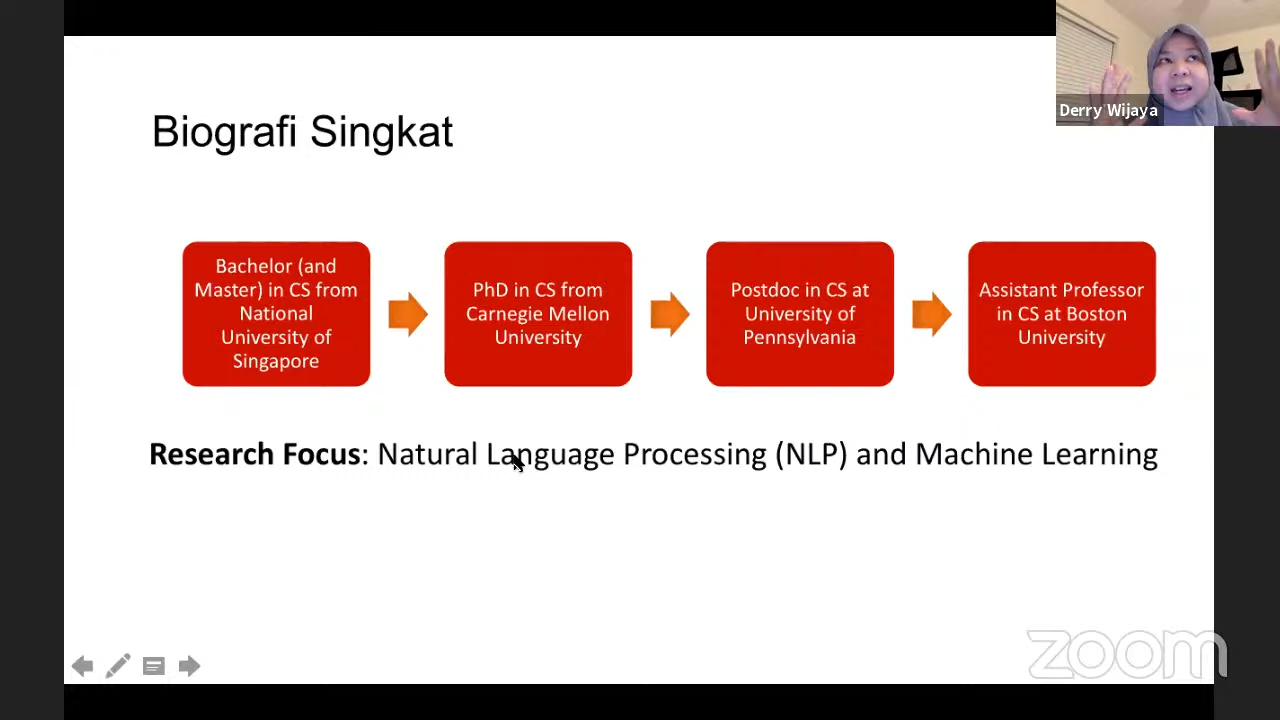 Derry Wijaya
Biografi Singkat
Bachelor (and
Master) in CS from
National
University of
Singapore
PhD in CS from
Carnegie Mellon
University
Postdoc in CS at
University of
Pennsylvania
Assistant Professor
in CS at Boston
University
Research Focus: Natural Language Processing (NLP) and Machine Learning
zoom